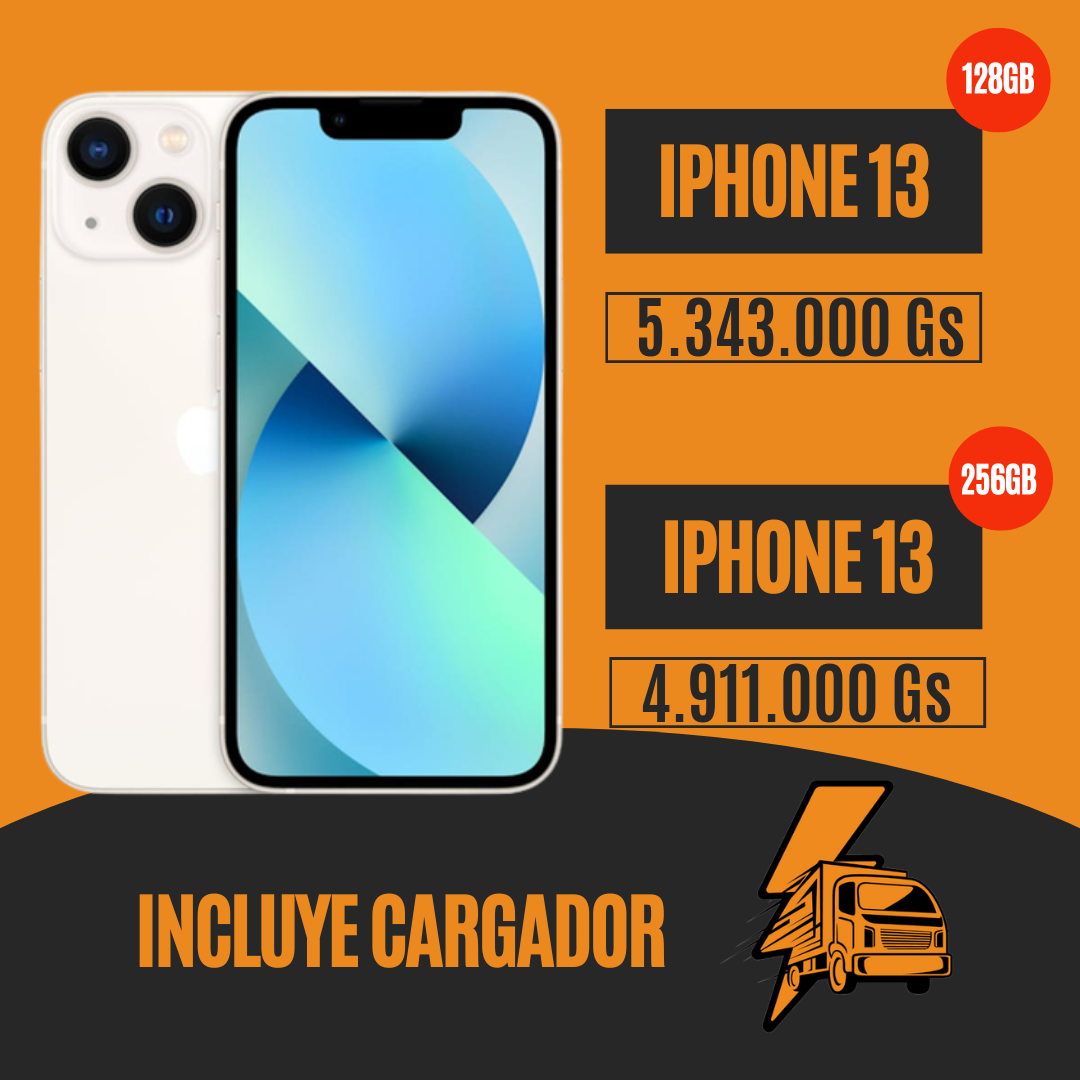 128GB
IPHONE 13
5.343.000 Gs
256GB
IPHONE 13
4.911.000 Gs
INCLUYE CARGADOR